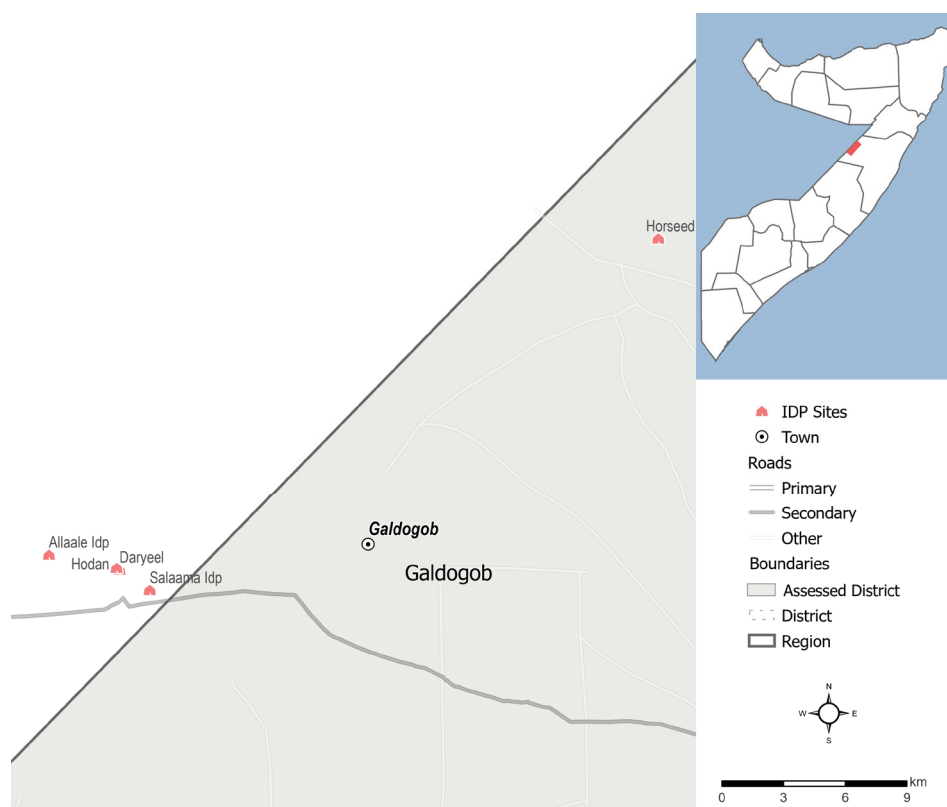 Horseed
Galdogob
Galdogob
Allaale Idp
Hodan
Daryeel
Salaama Idp
IDP Sites
Town
Roads
Primary
Secondary
Other
Boundaries
Assessed District
District
Region
N
W
E
S
km
0
3
6
9